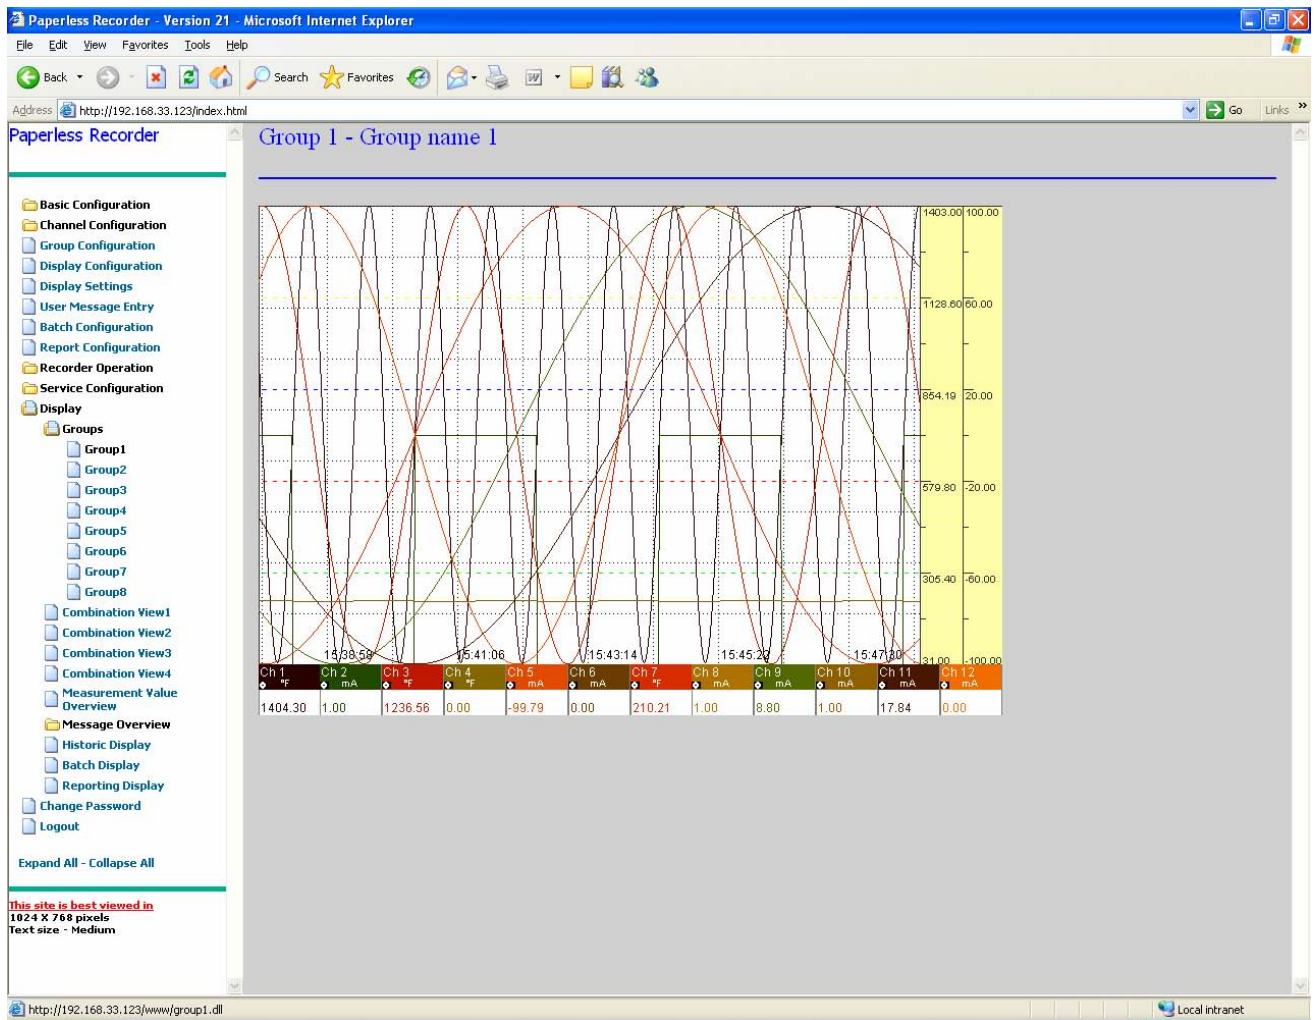 Paperless Recorder - Version 21 - Microsoft Internet Explorer
File Edit View Favorites Tools Help
Back Search Favorites
Address http://192.168.33.123/index.html Go Links »
Paperless Recorder
Basic Configuration
Channel Configuration
Group Configuration
Display Configuration
Display Settings
User Message Entry
Batch Configuration
Report Configuration
Recorder Operation
Service Configuration
Display
Groups
Group1
Group2
Group3
Group4
Group5
Group6
Group7
Group8
Combination View1
Combination View2
Combination View3
Combination View4
Measurement Value
Overview
Message Overview
Historic Display
Batch Display
Reporting Display
Change Password
Logout
Expand All - Collapse All
This site is best viewed in
1024 X 768 pixels
Text size - Medium
Group 1 - Group name 1
1403.00 100.00
1128.60 60.00
854.19 20.00
579.80 -20.00
305.40 -60.00
31.00 -100.00
15:38:58 15:41:06 15:43:14 15:45:22 15:47:30
Ch 1 Ch 2 Ch 3 Ch 4 Ch 5 Ch 6 Ch 7 Ch 8 Ch 9 Ch 10 Ch 11 Ch 12
°F mA °F °F mA mA °F mA mA mA mA mA
1404.30 1.00 1236.56 0.00 -99.79 0.00 210.21 1.00 8.80 1.00 17.84 0.00
http://192.168.33.123/www/group1.dll Local intranet